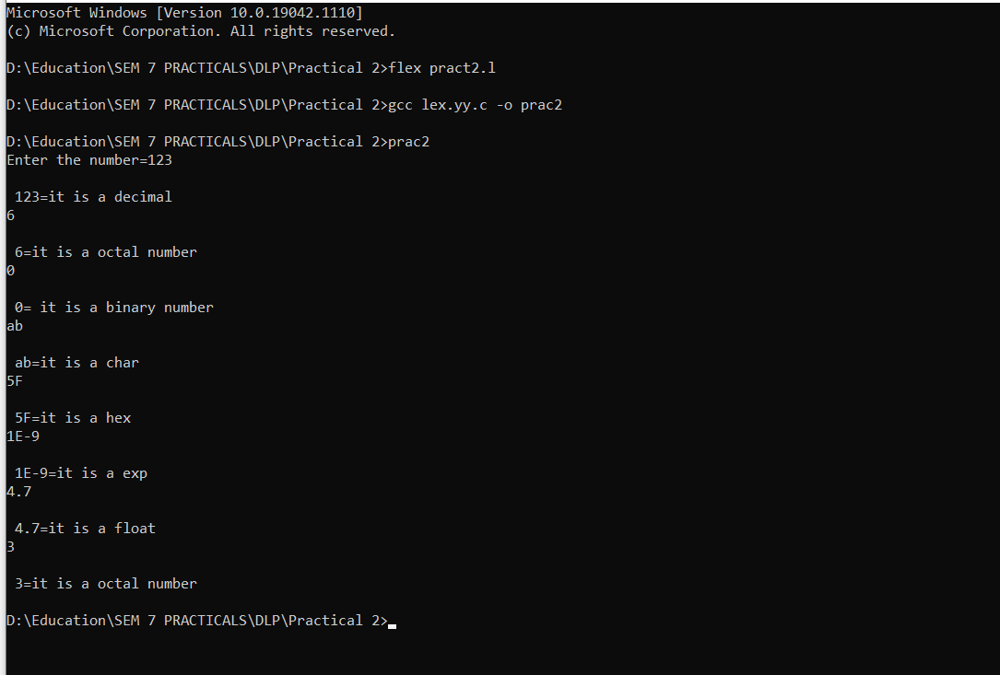 Microsoft Windows [Version 10.0.19042.1110]
(c) Microsoft Corporation. All rights reserved.
D:\Education\SEM 7 PRACTICALS\DLP\Practical 2>flex pract2.l
D:\Education\SEM 7 PRACTICALS\DLP\Practical 2>gcc lex.yy.c -o prac2
D:\Education\SEM 7 PRACTICALS\DLP\Practical 2>prac2
Enter the number=123
123=it is a decimal
6
6=it is a octal number
0
0= it is a binary number
ab
ab=it is a char
5F
5F=it is a hex
1E-9
1E-9=it is a exp
4.7
4.7=it is a float
3
3=it is a octal number
D:\Education\SEM 7 PRACTICALS\DLP\Practical 2>